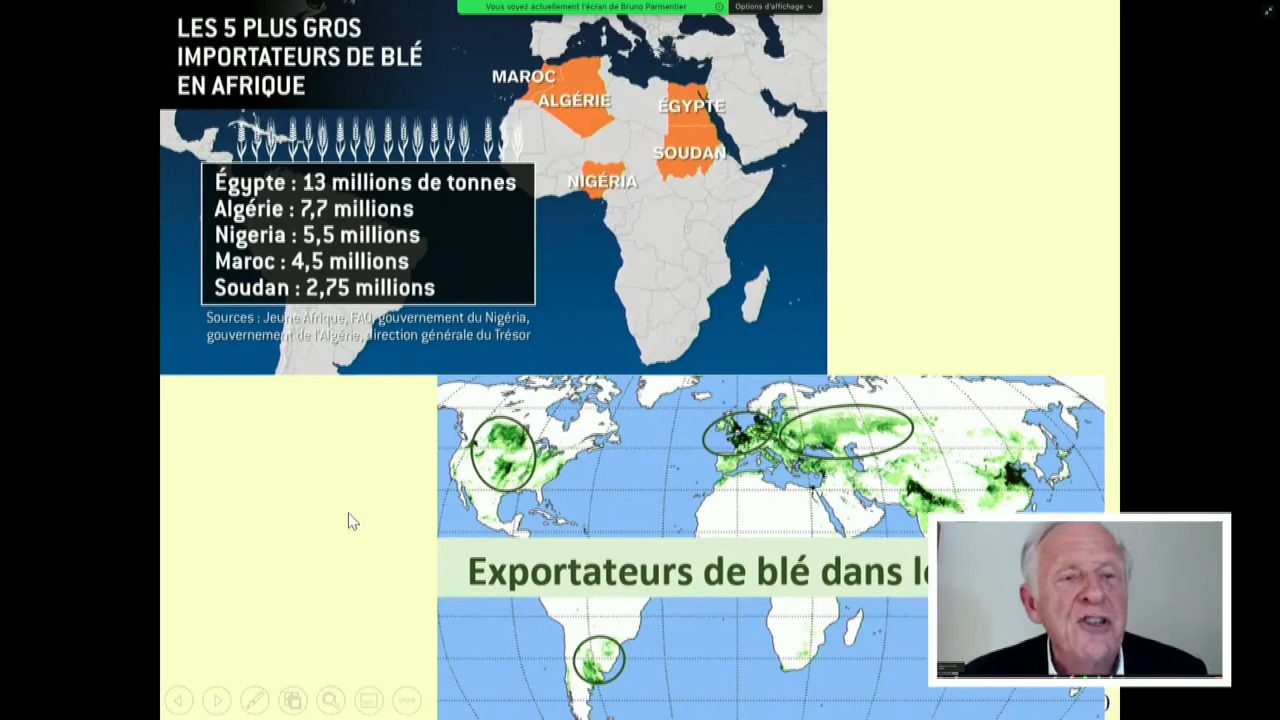 Vous voyez actuellement l'écran de Bruno Parmentier
Options d'affichage
LES 5 PLUS GROS
IMPORTATEURS DE BLÉ
EN AFRIQUE
MAROC
ALGÉRIE
ÉGYPTE
SOUDAN
NIGÉRIA
Égypte : 13 millions de tonnes
Algérie : 7,7 millions
Nigeria : 5,5 millions
Maroc : 4,5 millions
Soudan : 2,75 millions
Sources : Jeune Afrique, FAO, gouvernement du Nigéria,
gouvernement de l'Algérie, direction générale du Trésor
Exportateurs de blé dans
)